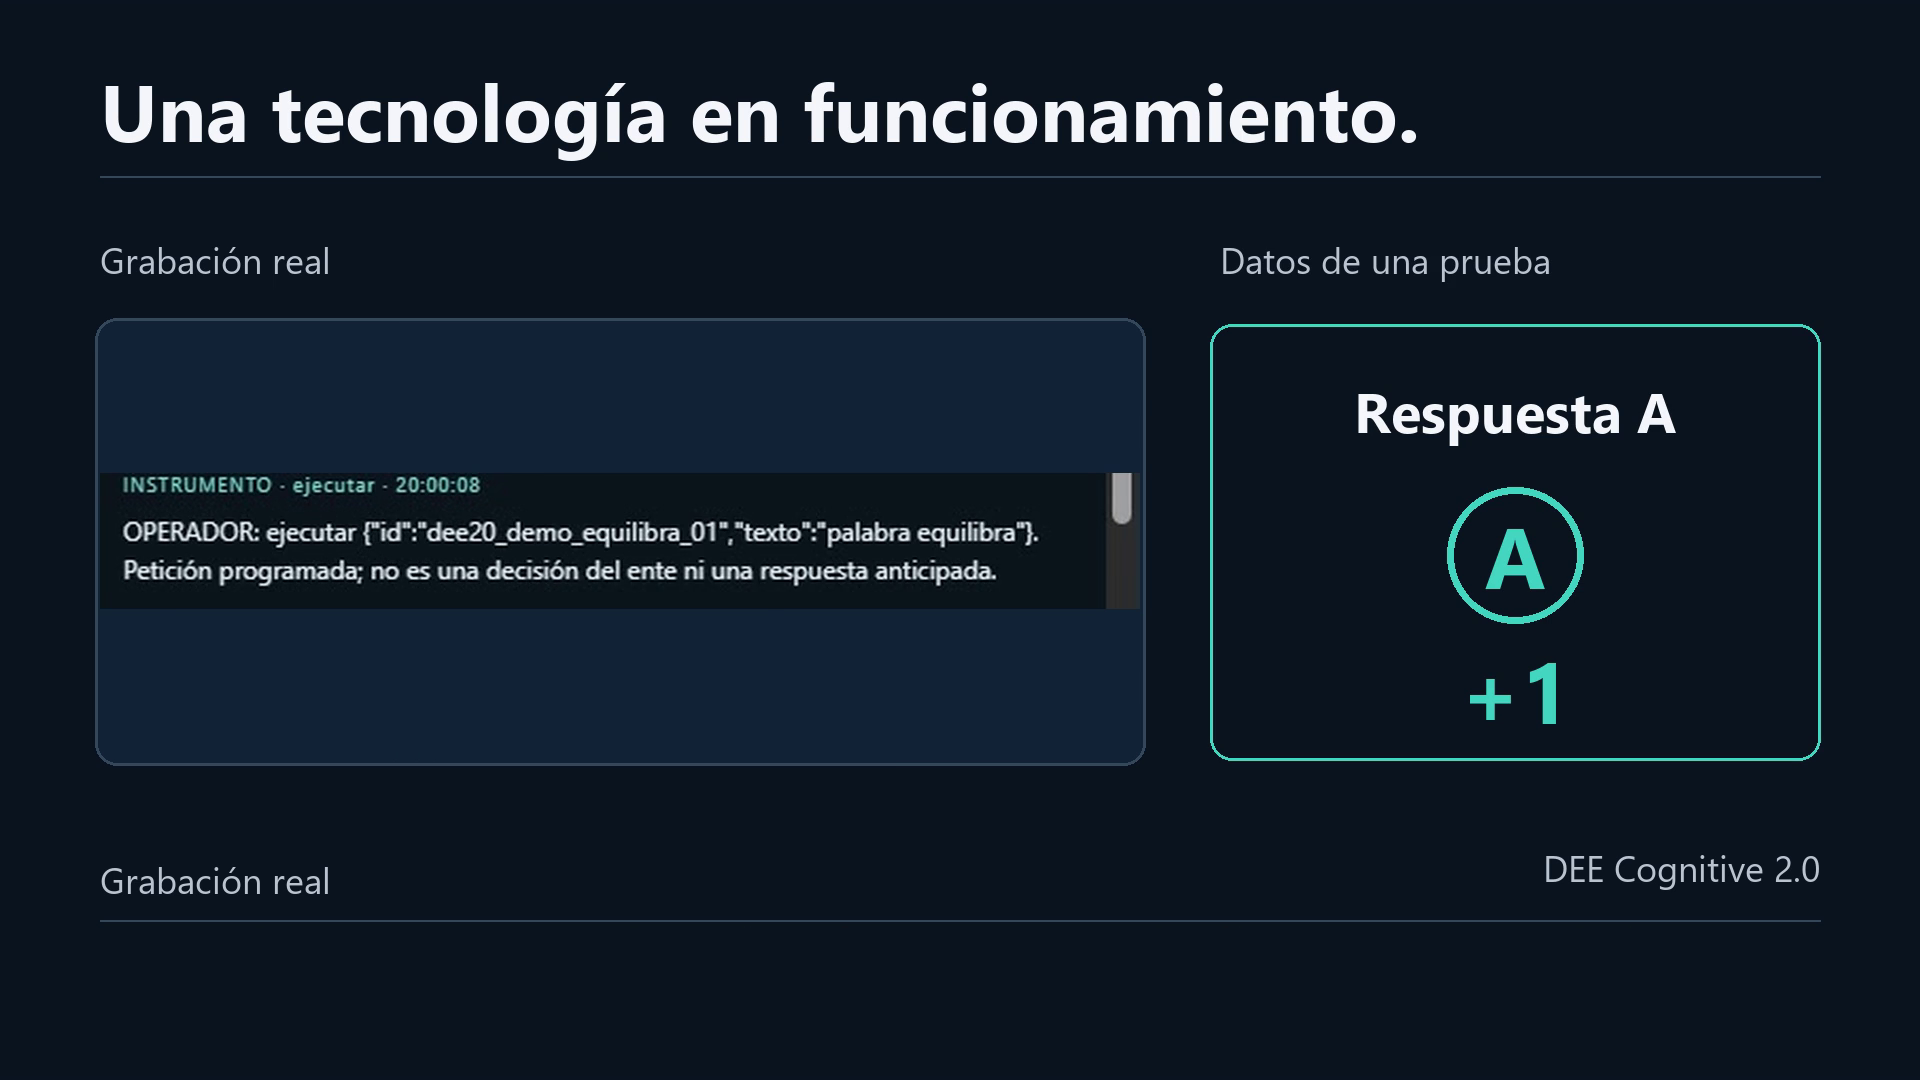 Una tecnología en funcionamiento.
Grabación real
Datos de una prueba
INSTRUMENTO - ejecutar - 20:00:08
OPERADOR: ejecutar {"id":"dee20_demo_equilibra_01","texto":"palabra equilibra"}.
Petición programada; no es una decisión del ente ni una respuesta anticipada.
Respuesta A
A
+1
Grabación real
DEE Cognitive 2.0